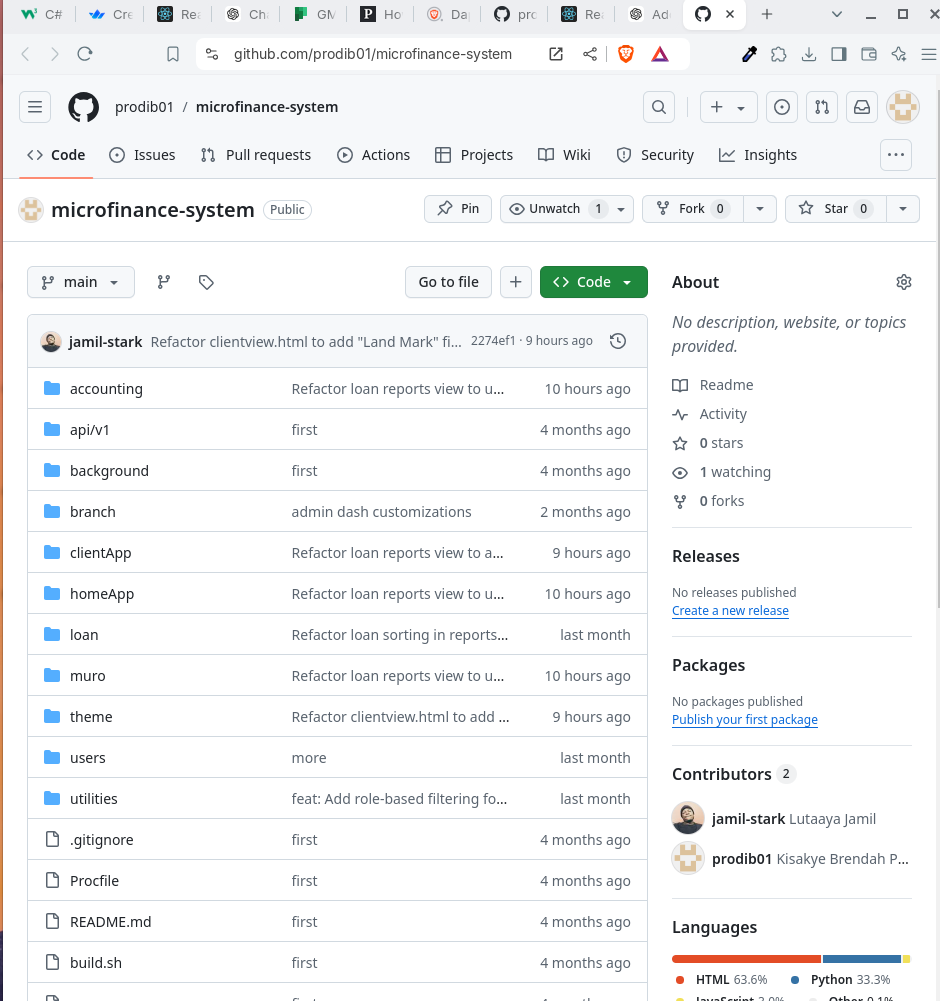 C# Cre Rea Cha GM Ho Da pro Rea Ad
github.com/prodib01/microfinance-system
prodib01 / microfinance-system
Code Issues Pull requests Actions Projects Wiki Security Insights
microfinance-system Public Pin Unwatch 1 Fork 0 Star 0
main Go to file Code
jamil-stark Refactor clientview.html to add "Land Mark" fi... 2274ef1 · 9 hours ago
accounting Refactor loan reports view to u... 10 hours ago
api/v1 first 4 months ago
background first 4 months ago
branch admin dash customizations 2 months ago
clientApp Refactor loan reports view to a... 9 hours ago
homeApp Refactor loan reports view to u... 10 hours ago
loan Refactor loan sorting in reports... last month
muro Refactor loan reports view to u... 10 hours ago
theme Refactor clientview.html to add ... 9 hours ago
users more last month
utilities feat: Add role-based filtering fo... last month
.gitignore first 4 months ago
Procfile first 4 months ago
README.md first 4 months ago
build.sh first 4 months ago
About
No description, website, or topics
provided.
Readme
Activity
0 stars
1 watching
0 forks
Releases
No releases published
Create a new release
Packages
No packages published
Publish your first package
Contributors 2
jamil-stark Lutaaya Jamil
prodib01 Kisakye Brendah P...
Languages
HTML 63.6% Python 33.3%
JavaScript 3.0% Other 0.1%